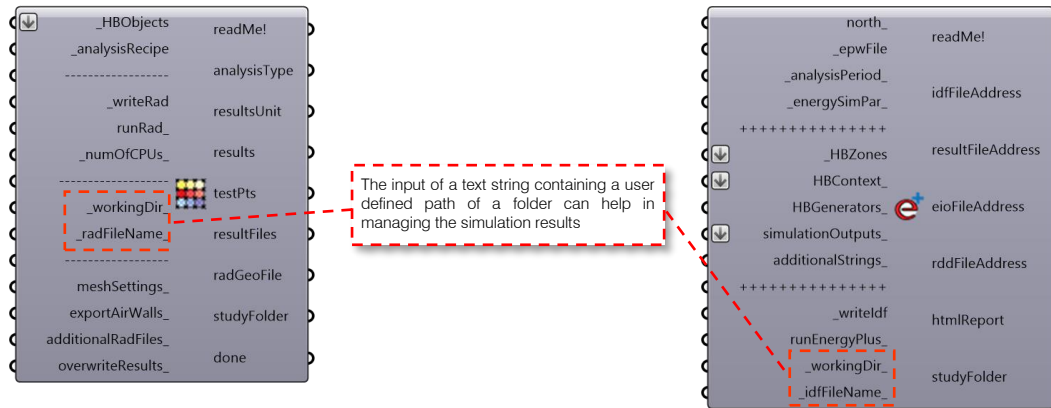 _HBObjects
_analysisRecipe
--------------------
_writeRad
runRad_
_numOfCPUs_
--------------------
_workingDir_
_radFileName_
--------------------
meshSettings_
exportAirWalls_
additionalRadFiles_
overwriteResults_
readMe!
analysisType
resultsUnit
results
testPts
resultFiles
radGeoFile
studyFolder
done
The input of a text string containing a user
defined path of a folder can help in
managing the simulation results
north_
_epwFile
_analysisPeriod_
_energySimPar_
+++++++++++++++
_HBZones
HBContext_
HBGenerators_
simulationOutputs_
additionalStrings_
+++++++++++++++
_writeIdf
runEnergyPlus_
_workingDir_
_idfFileName_
readMe!
idfFileAddress
resultFileAddress
eioFileAddress
rddFileAddress
htmlReport
studyFolder